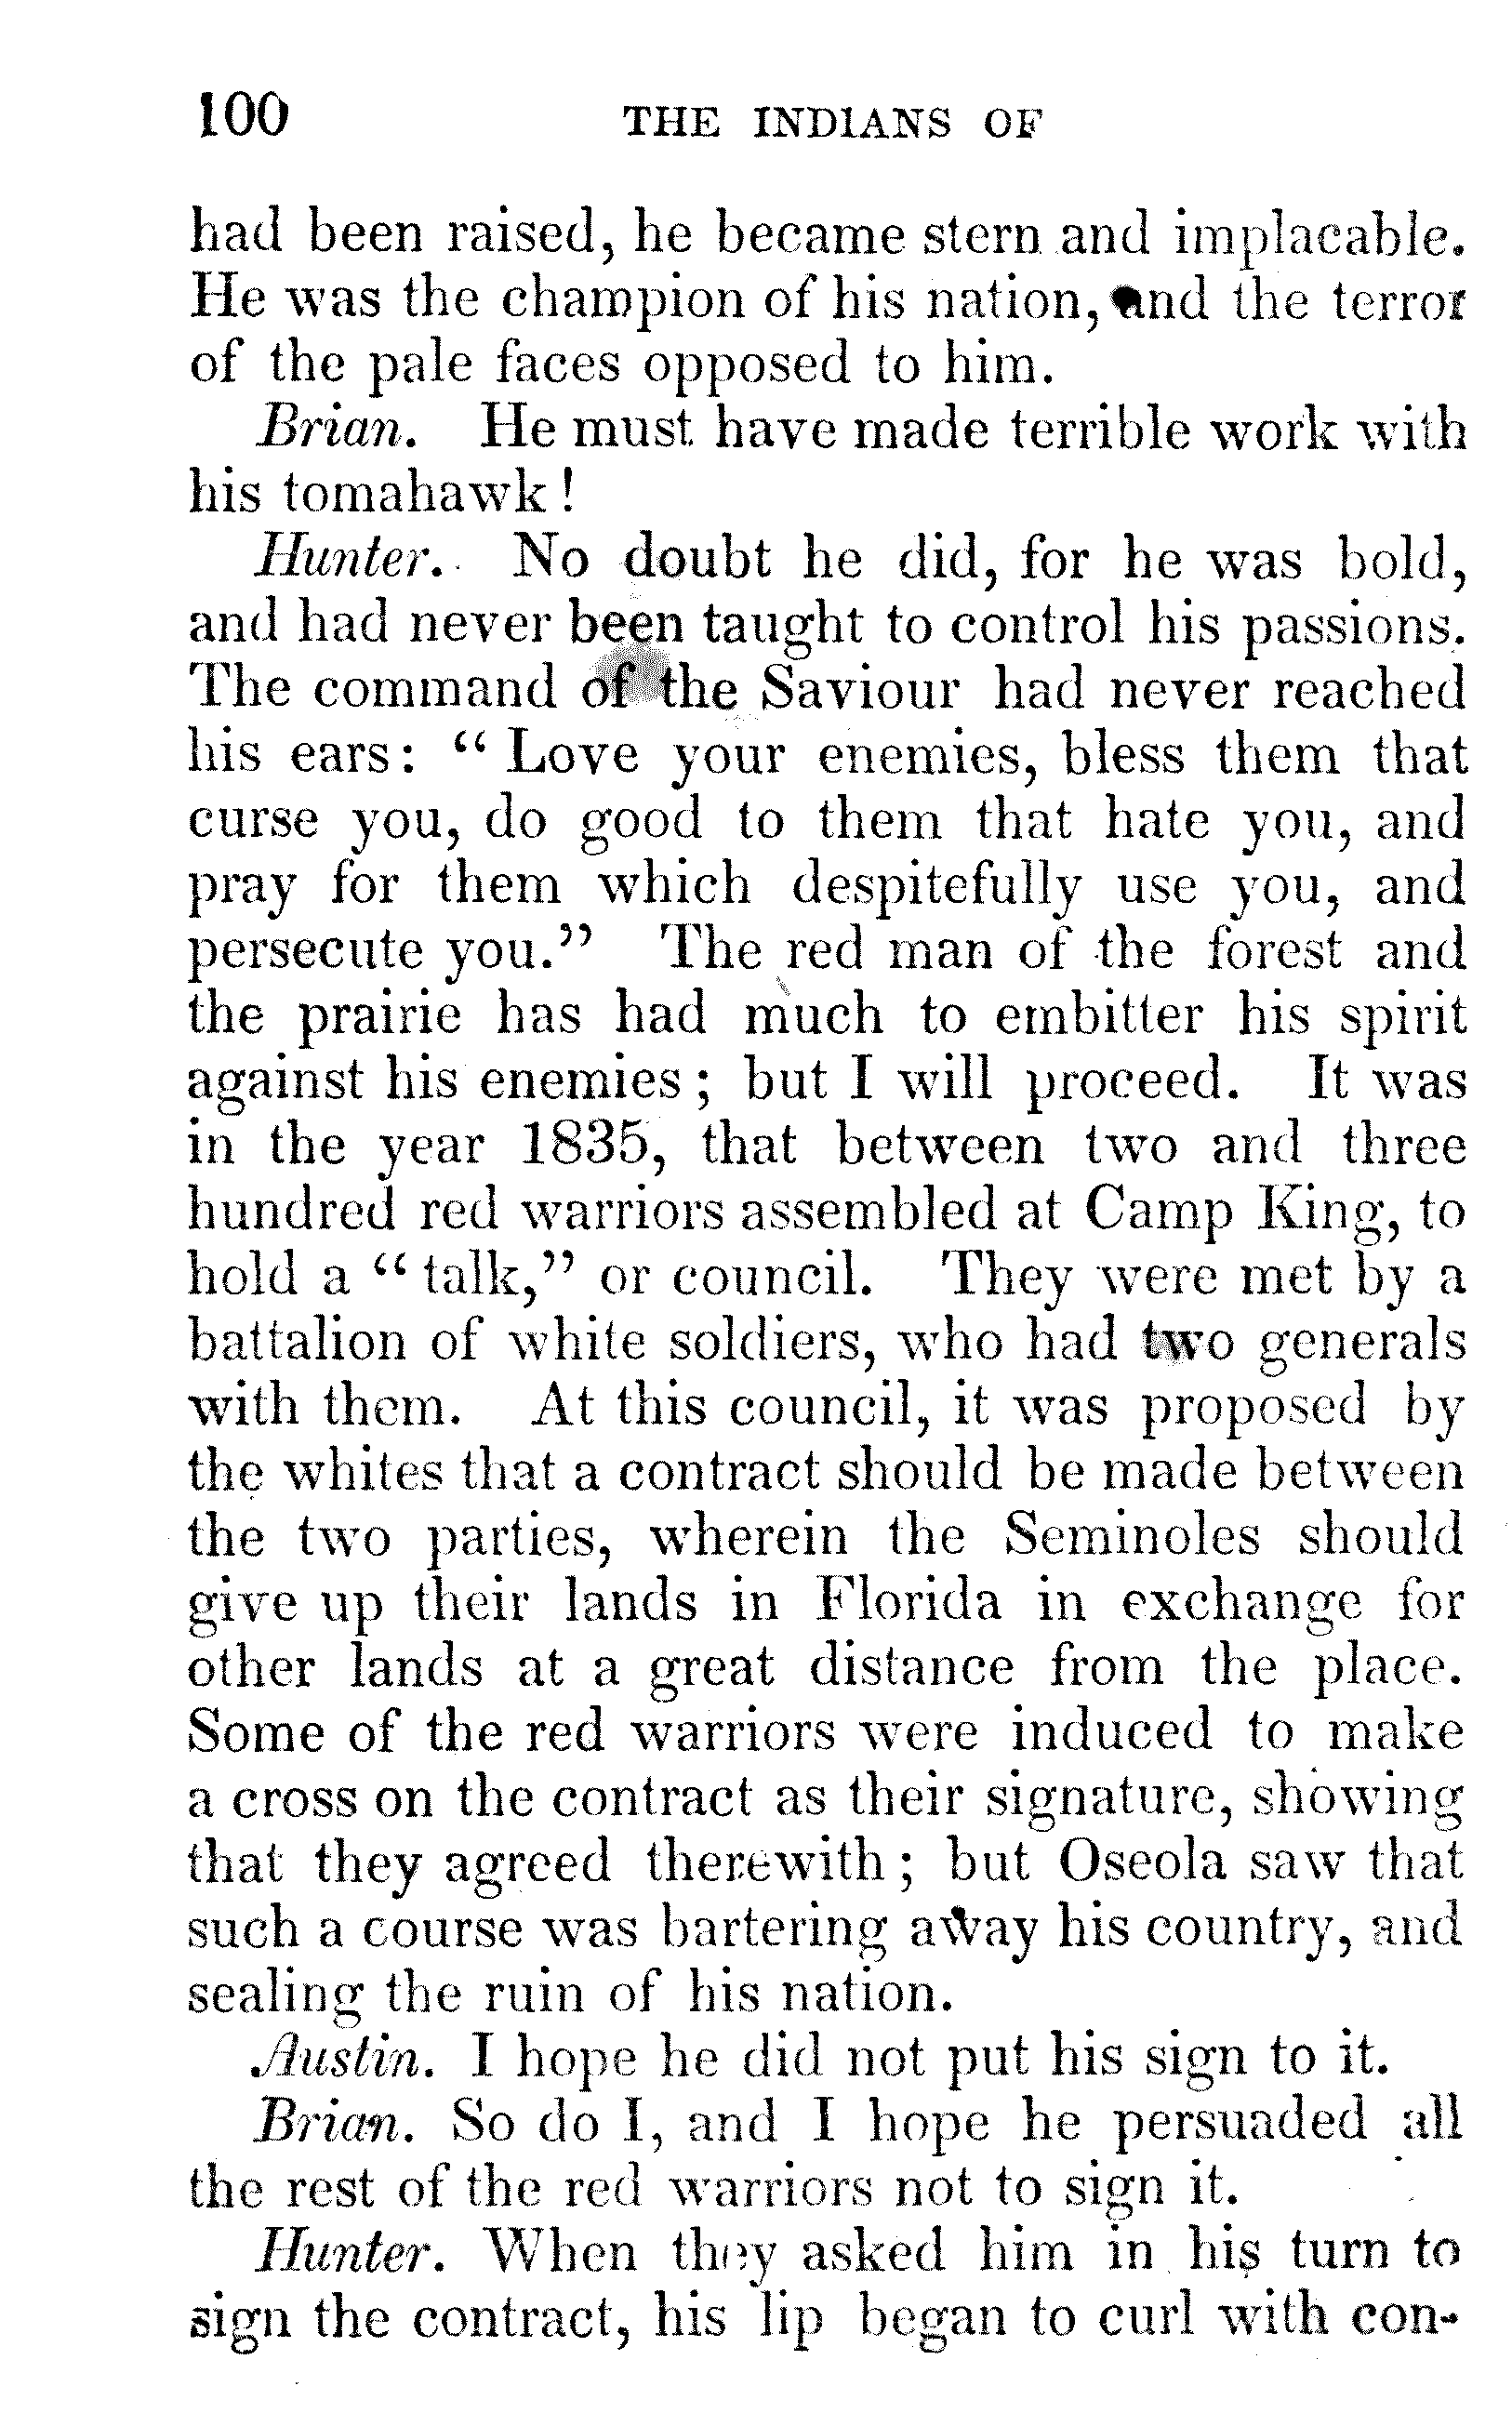 100 THE INDIANS OF
had been raised, he became stern and implacable.
He was the champion of his nation, and the terror
of the pale faces opposed to him.
Brian. He must have made terrible work with
his tomahawk!
Hunter. No doubt he did, for he was bold,
and had never been taught to control his passions.
The command of the Saviour had never reached
his ears: “Love your enemies, bless them that
curse you, do good to them that hate you, and
pray for them which despitefully use you, and
persecute you.” The red man of the forest and
the prairie has had much to embitter his spirit
against his enemies; but I will proceed. It was
in the year 1835, that between two and three
hundred red warriors assembled at Camp King, to
hold a “talk,” or council. They were met by a
battalion of white soldiers, who had two generals
with them. At this council, it was proposed by
the whites that a contract should be made between
the two parties, wherein the Seminoles should
give up their lands in Florida in exchange for
other lands at a great distance from the place.
Some of the red warriors were induced to make
a cross on the contract as their signature, showing
that they agreed therewith; but Oseola saw that
such a course was bartering away his country, and
sealing the ruin of his nation.
Austin. I hope he did not put his sign to it.
Brian. So do I, and I hope he persuaded all
the rest of the red warriors not to sign it.
Hunter. When they asked him in his turn to
sign the contract, his lip began to curl with con-